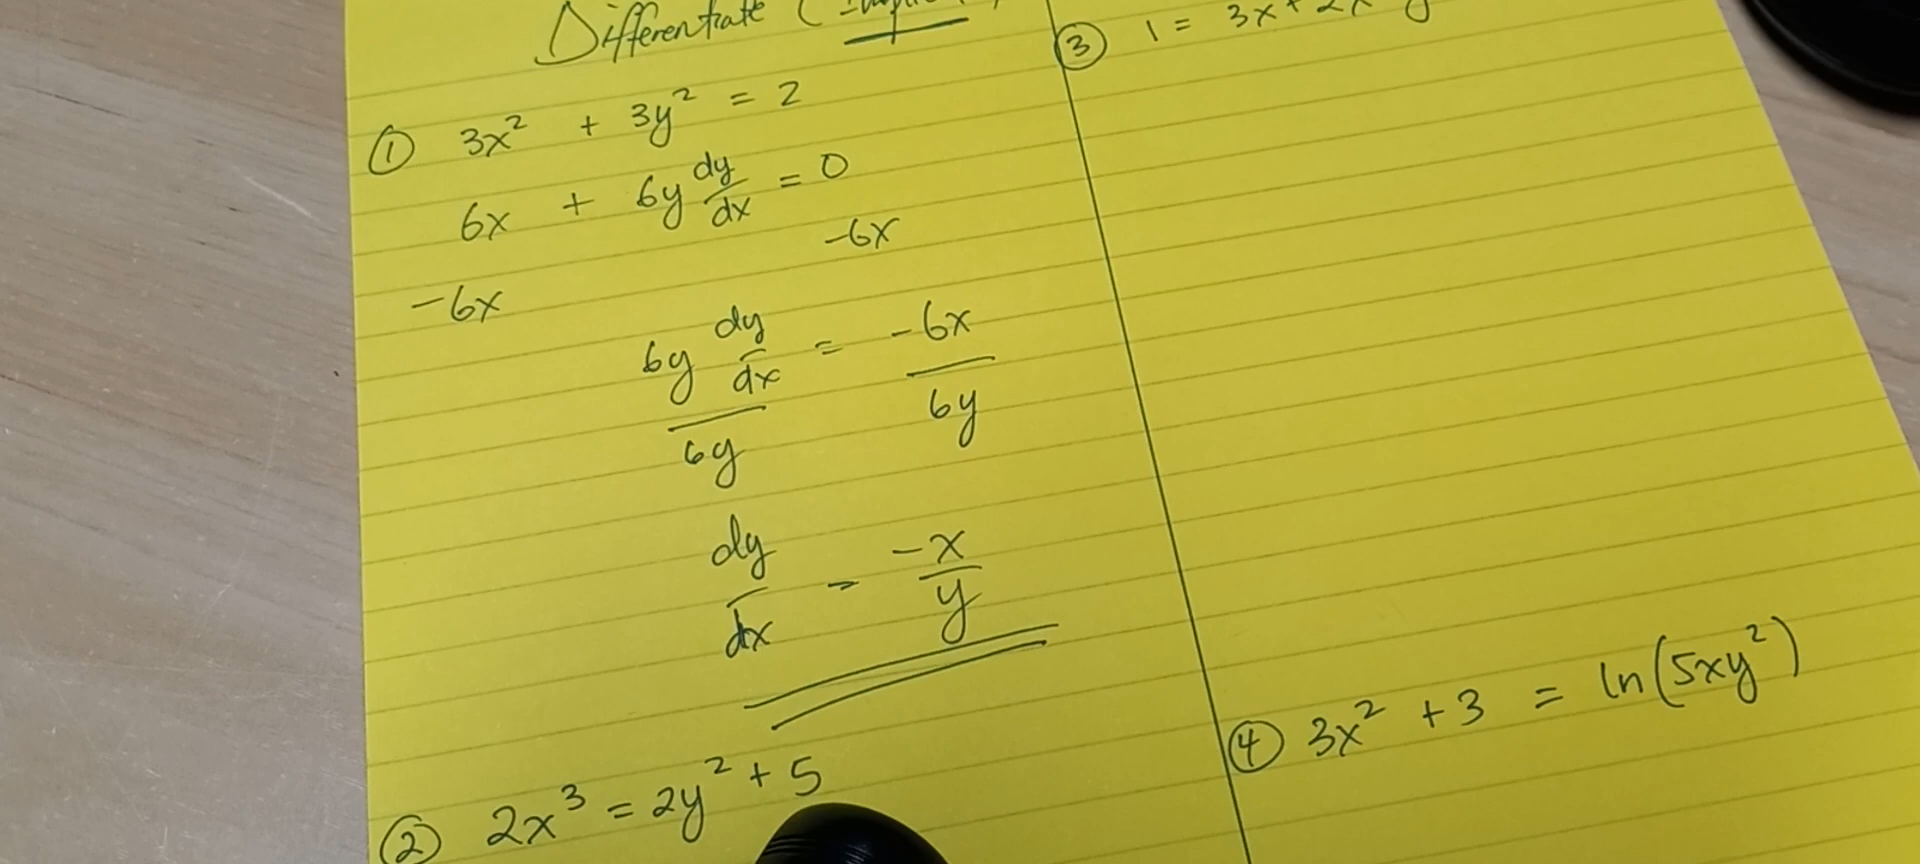 Differentiate (
① 3x² + 3y² = 2
6x + 6y dy/dx = 0
-6x
-6x
6y dy/dx / 6y = -6x / 6y
dy/dx = -x/y
② 2x³ = 2y² + 5
③ 1 = 3x +
④ 3x² + 3 = ln(5xy²)